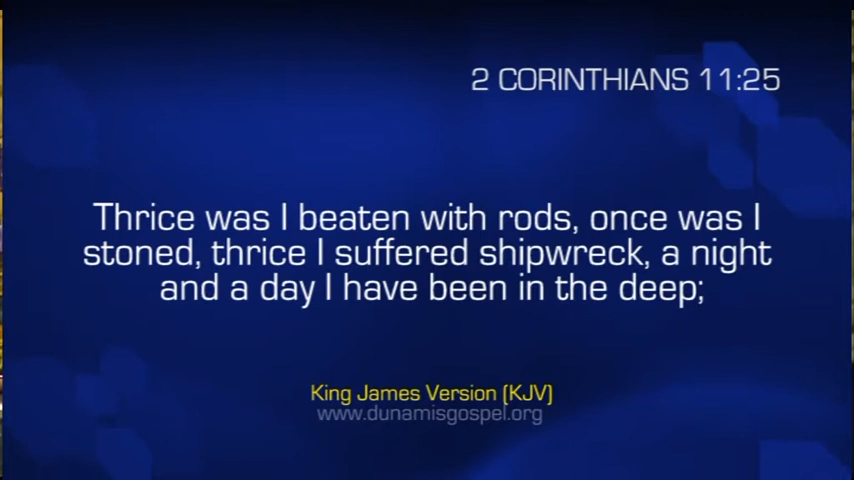 2 CORINTHIANS 11:25
Thrice was I beaten with rods, once was I
stoned, thrice I suffered shipwreck, a night
and a day I have been in the deep;
King James Version (KJV)
www.dunamisgospel.org